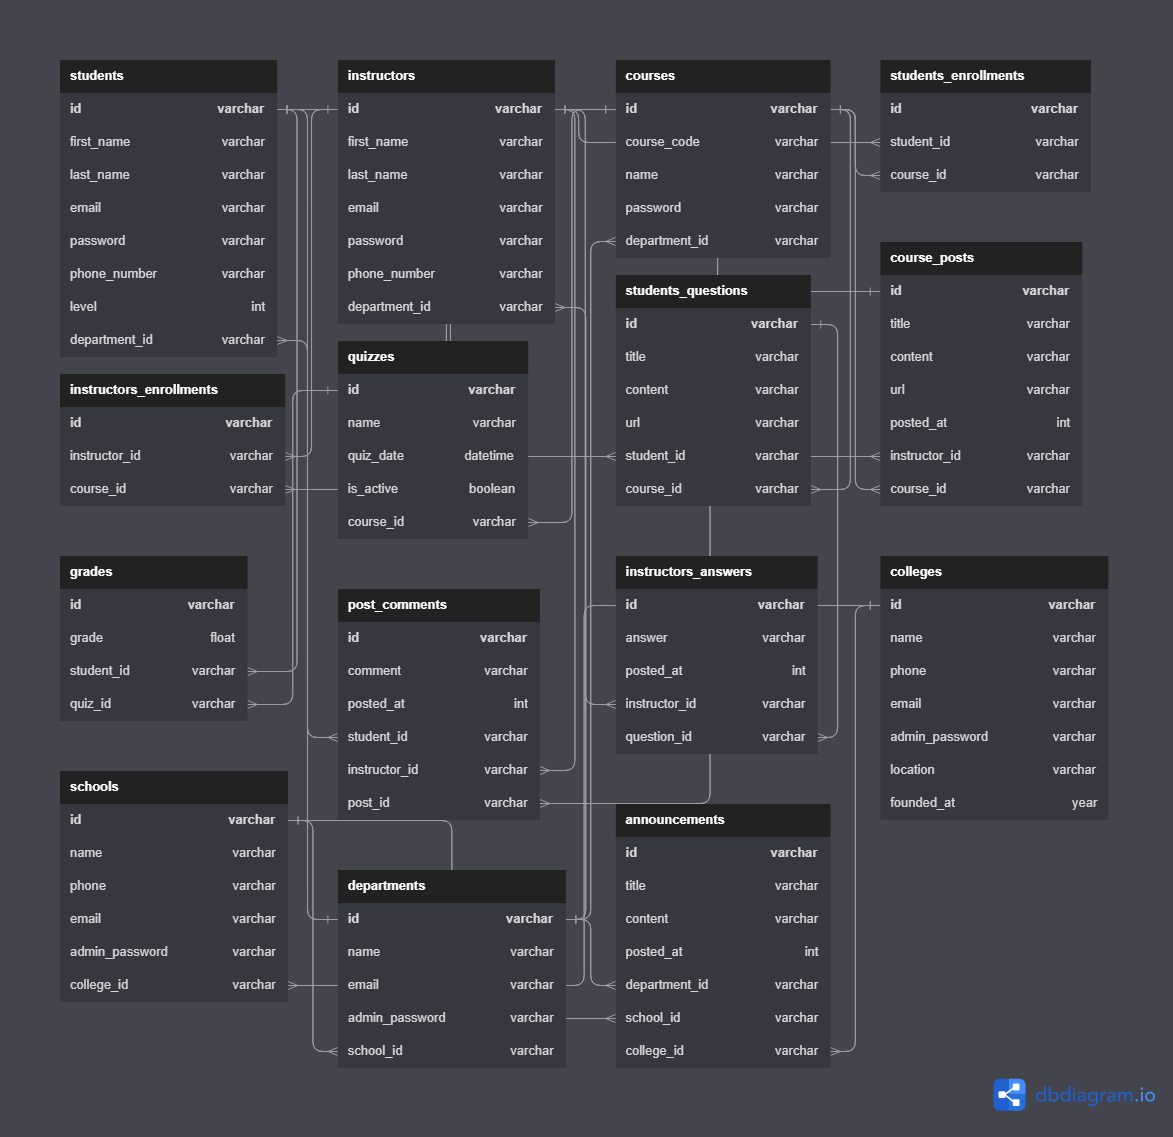 students
id varchar
first_name varchar
last_name varchar
email varchar
password varchar
phone_number varchar
level int
department_id varchar
instructors
id varchar
first_name varchar
last_name varchar
email varchar
password varchar
phone_number varchar
department_id varchar
courses
id varchar
course_code varchar
name varchar
password varchar
department_id varchar
students_enrollments
id varchar
student_id varchar
course_id varchar
course_posts
id varchar
title varchar
content varchar
url varchar
posted_at int
instructor_id varchar
course_id varchar
students_questions
id varchar
title varchar
content varchar
url varchar
student_id varchar
course_id varchar
quizzes
id varchar
name varchar
quiz_date datetime
is_active boolean
course_id varchar
instructors_enrollments
id varchar
instructor_id varchar
course_id varchar
grades
id varchar
grade float
student_id varchar
quiz_id varchar
post_comments
id varchar
comment varchar
posted_at int
student_id varchar
instructor_id varchar
post_id varchar
instructors_answers
id varchar
answer varchar
posted_at int
instructor_id varchar
question_id varchar
colleges
id varchar
name varchar
phone varchar
email varchar
admin_password varchar
location varchar
founded_at year
schools
id varchar
name varchar
phone varchar
email varchar
admin_password varchar
college_id varchar
departments
id varchar
name varchar
email varchar
admin_password varchar
school_id varchar
announcements
id varchar
title varchar
content varchar
posted_at int
department_id varchar
school_id varchar
college_id varchar
dbdiagram.io